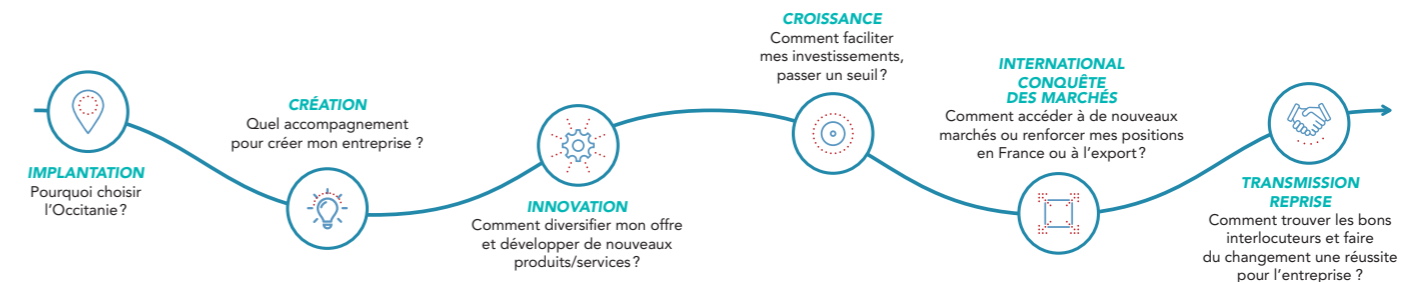 IMPLANTATION
Pourquoi choisir
l'Occitanie ?
CRÉATION
Quel accompagnement
pour créer mon entreprise ?
INNOVATION
Comment diversifier mon offre
et développer de nouveaux
produits/services ?
CROISSANCE
Comment faciliter
mes investissements,
passer un seuil ?
INTERNATIONAL
CONQUÊTE
DES MARCHÉS
Comment accéder à de nouveaux
marchés ou renforcer mes positions
en France ou à l'export ?
TRANSMISSION
REPRISE
Comment trouver les bons
interlocuteurs et faire
du changement une réussite
pour l'entreprise ?